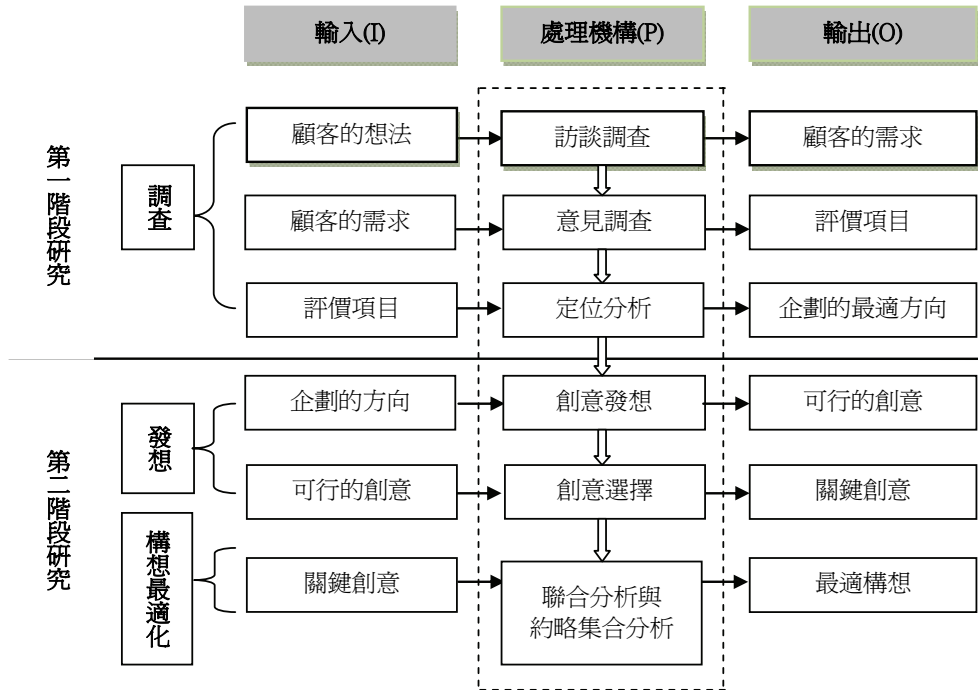 輸入(I) 處理機構(P) 輸出(O)
第一階段研究
調查
顧客的想法 訪談調查 顧客的需求
顧客的需求 意見調查 評價項目
評價項目 定位分析 企劃的最適方向
第二階段研究
發想
企劃的方向 創意發想 可行的創意
可行的創意 創意選擇 關鍵創意
構想最適化
關鍵創意 聯合分析與 最適構想
約略集合分析